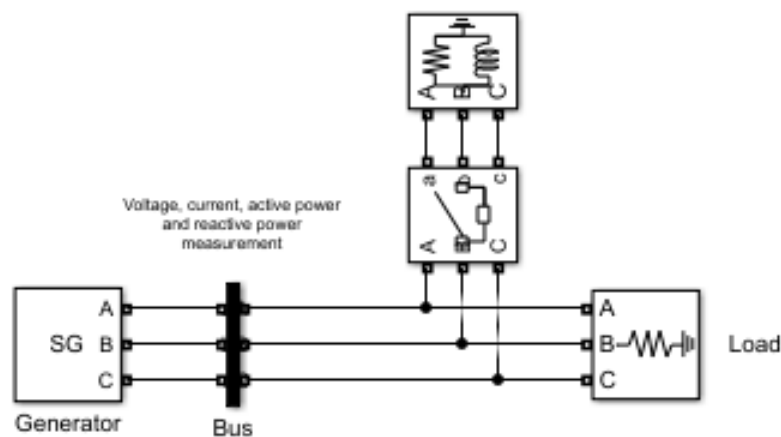 A B C
a b c
A B C
Voltage, current, active power
and reactive power
measurement
A
SG B
C
Generator
Bus
A
B
C
Load